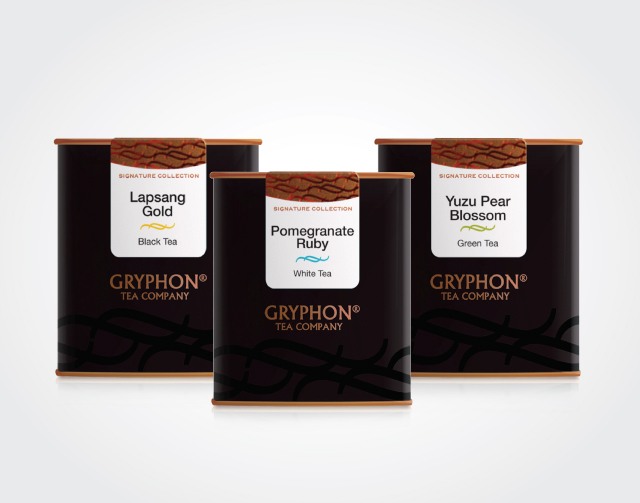 SIGNATURE COLLECTION
Lapsang
Gold
Black Tea
GRYPHON®
TEA COMPANY
SIGNATURE COLLECTION
Pomegranate
Ruby
White Tea
GRYPHON®
TEA COMPANY
SIGNATURE COLLECTION
Yuzu Pear
Blossom
Green Tea
GRYPHON®
TEA COMPANY